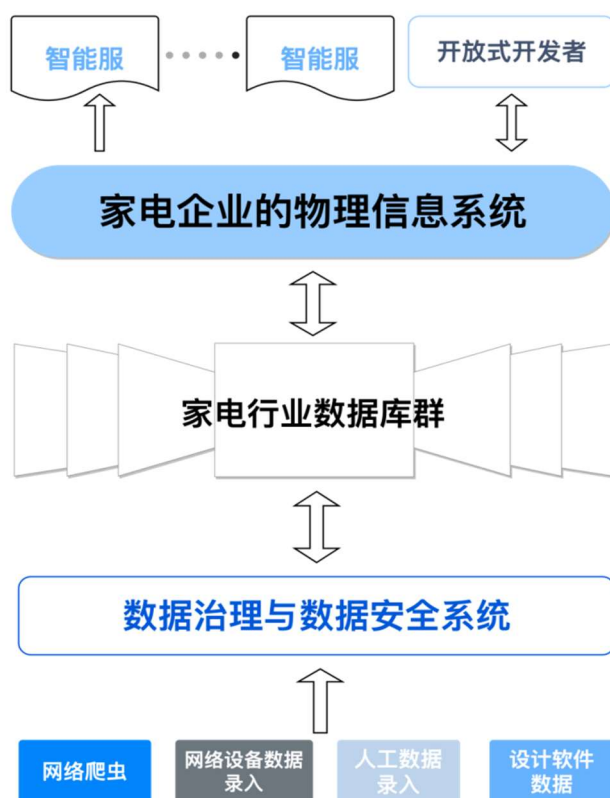 智能服
智能服
开放式开发者
家电企业的物理信息系统
家电行业数据库群
数据治理与数据安全系统
网络爬虫
网络设备数据
录入
人工数据
录入
设计软件
数据